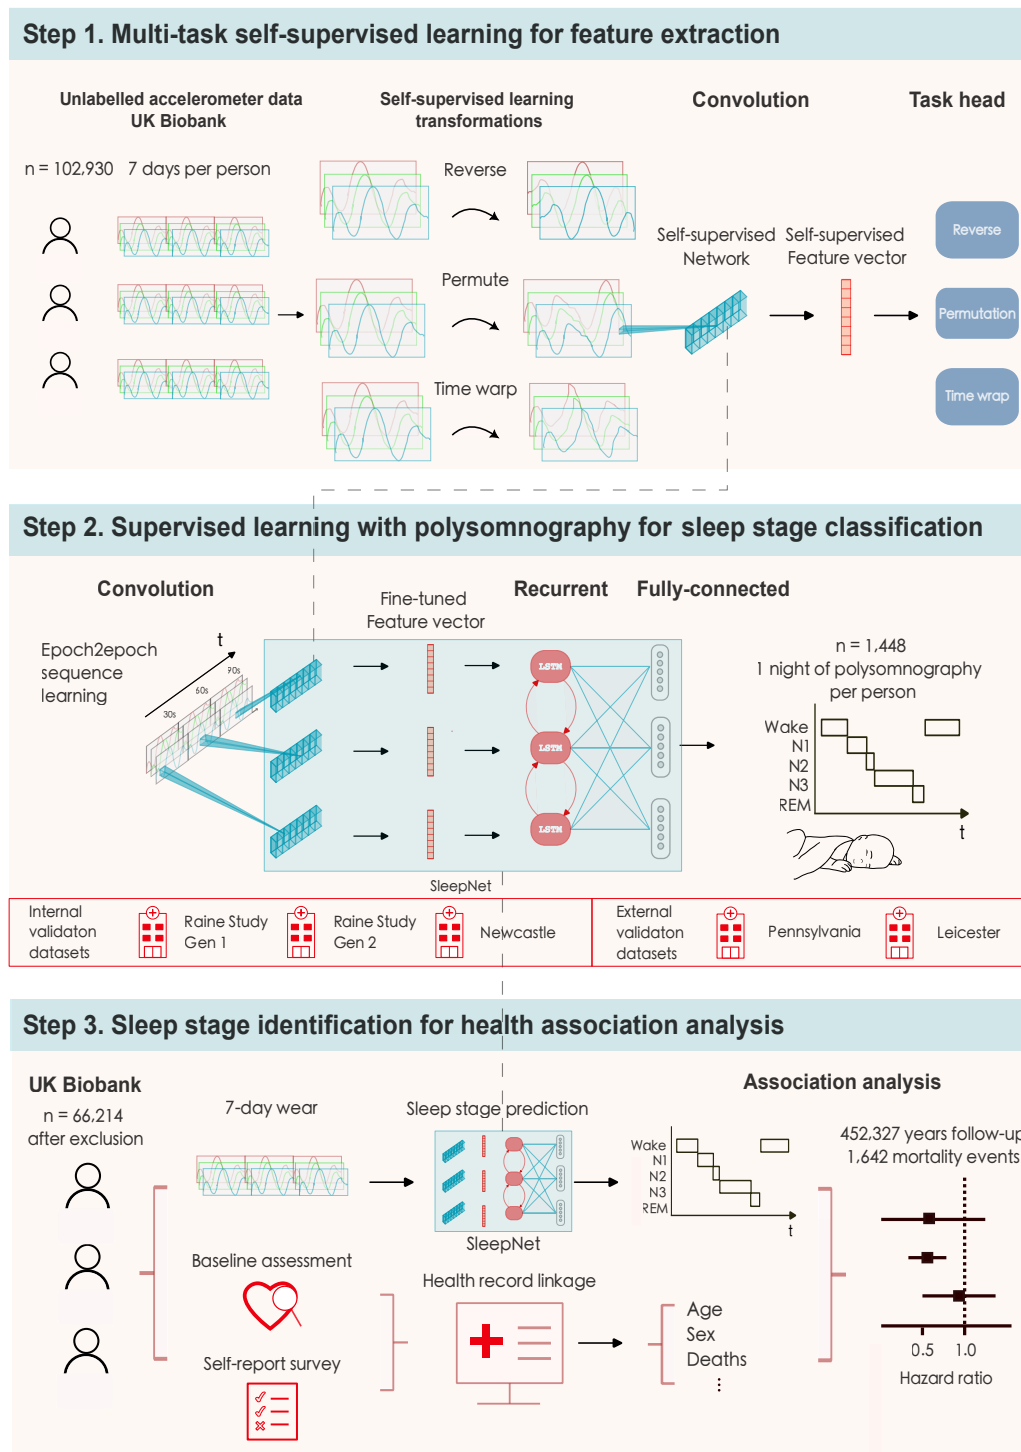 Step 1. Multi-task self-supervised learning for feature extraction
Unlabelled accelerometer data
UK Biobank
Self-supervised learning
transformations
Convolution
Task head
n = 102,930
7 days per person
Reverse
Permute
Time warp
Self-supervised
Network
Self-supervised
Feature vector
Reverse
Permutation
Time wrap
Step 2. Supervised learning with polysomnography for sleep stage classification
Convolution
Fine-tuned
Feature vector
Recurrent
Fully-connected
Epoch2epoch
sequence
learning
t
30s
60s
90s
LSTM
LSTM
LSTM
SleepNet
n = 1,448
1 night of polysomnography
per person
Wake
N1
N2
N3
REM
t
Internal
validaton
datasets
Raine Study
Gen 1
Raine Study
Gen 2
Newcastle
External
validaton
datasets
Pennsylvania
Leicester
Step 3. Sleep stage identification for health association analysis
UK Biobank
n = 66,214
after exclusion
7-day wear
Sleep stage prediction
SleepNet
Association analysis
Wake
N1
N2
N3
REM
t
452,327 years follow-up
1,642 mortality events
Baseline assessment
Self-report survey
Health record linkage
Age
Sex
Deaths
⋮
0.5
1.0
Hazard ratio